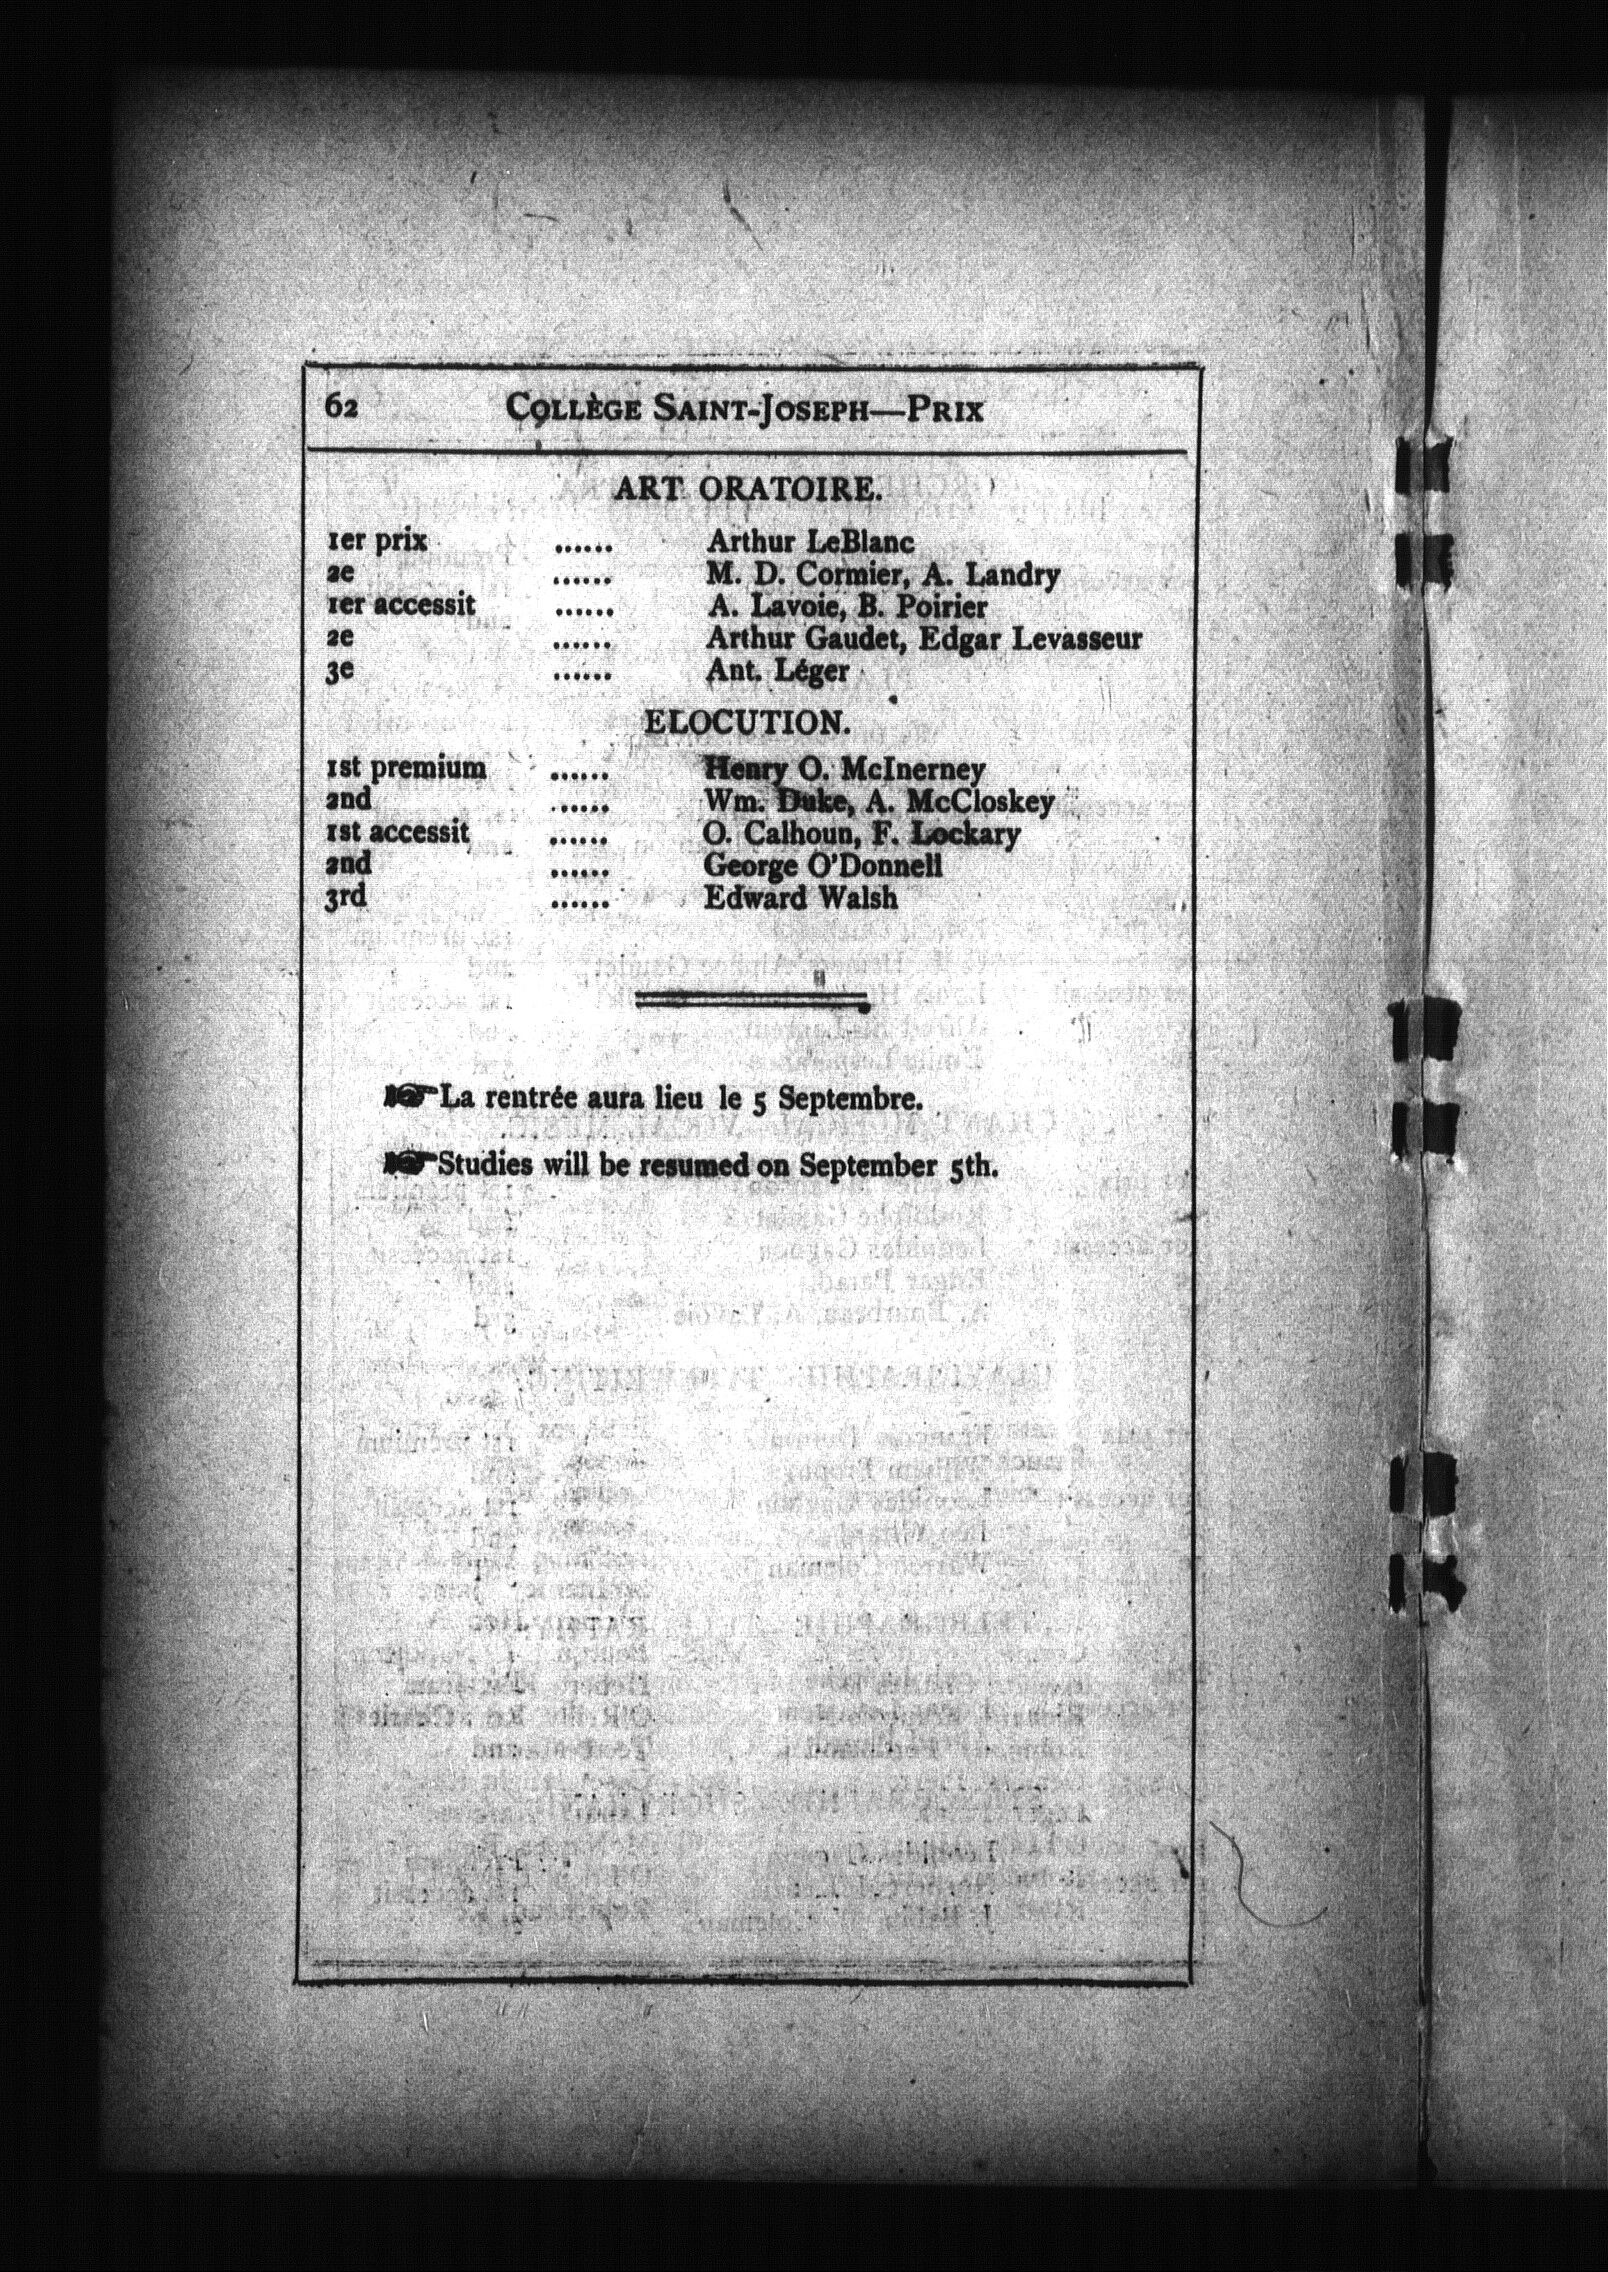 62 COLLÈGE SAINT-JOSEPH—PRIX
ART ORATOIRE.
1er prix ...... Arthur LeBlanc
2e ...... M. D. Cormier, A. Landry
1er accessit ...... A. Lavoie, B. Poirier
2e ...... Arthur Gaudet, Edgar Levasseur
3e ...... Ant. Léger
ELOCUTION.
1st premium ...... Henry O. McInerney
2nd ...... Wm. Duke, A. McCloskey
1st accessit ...... O. Calhoun, F. Lockary
2nd ...... George O'Donnell
3rd ...... Edward Walsh
☞ La rentrée aura lieu le 5 Septembre.
☞ Studies will be resumed on September 5th.